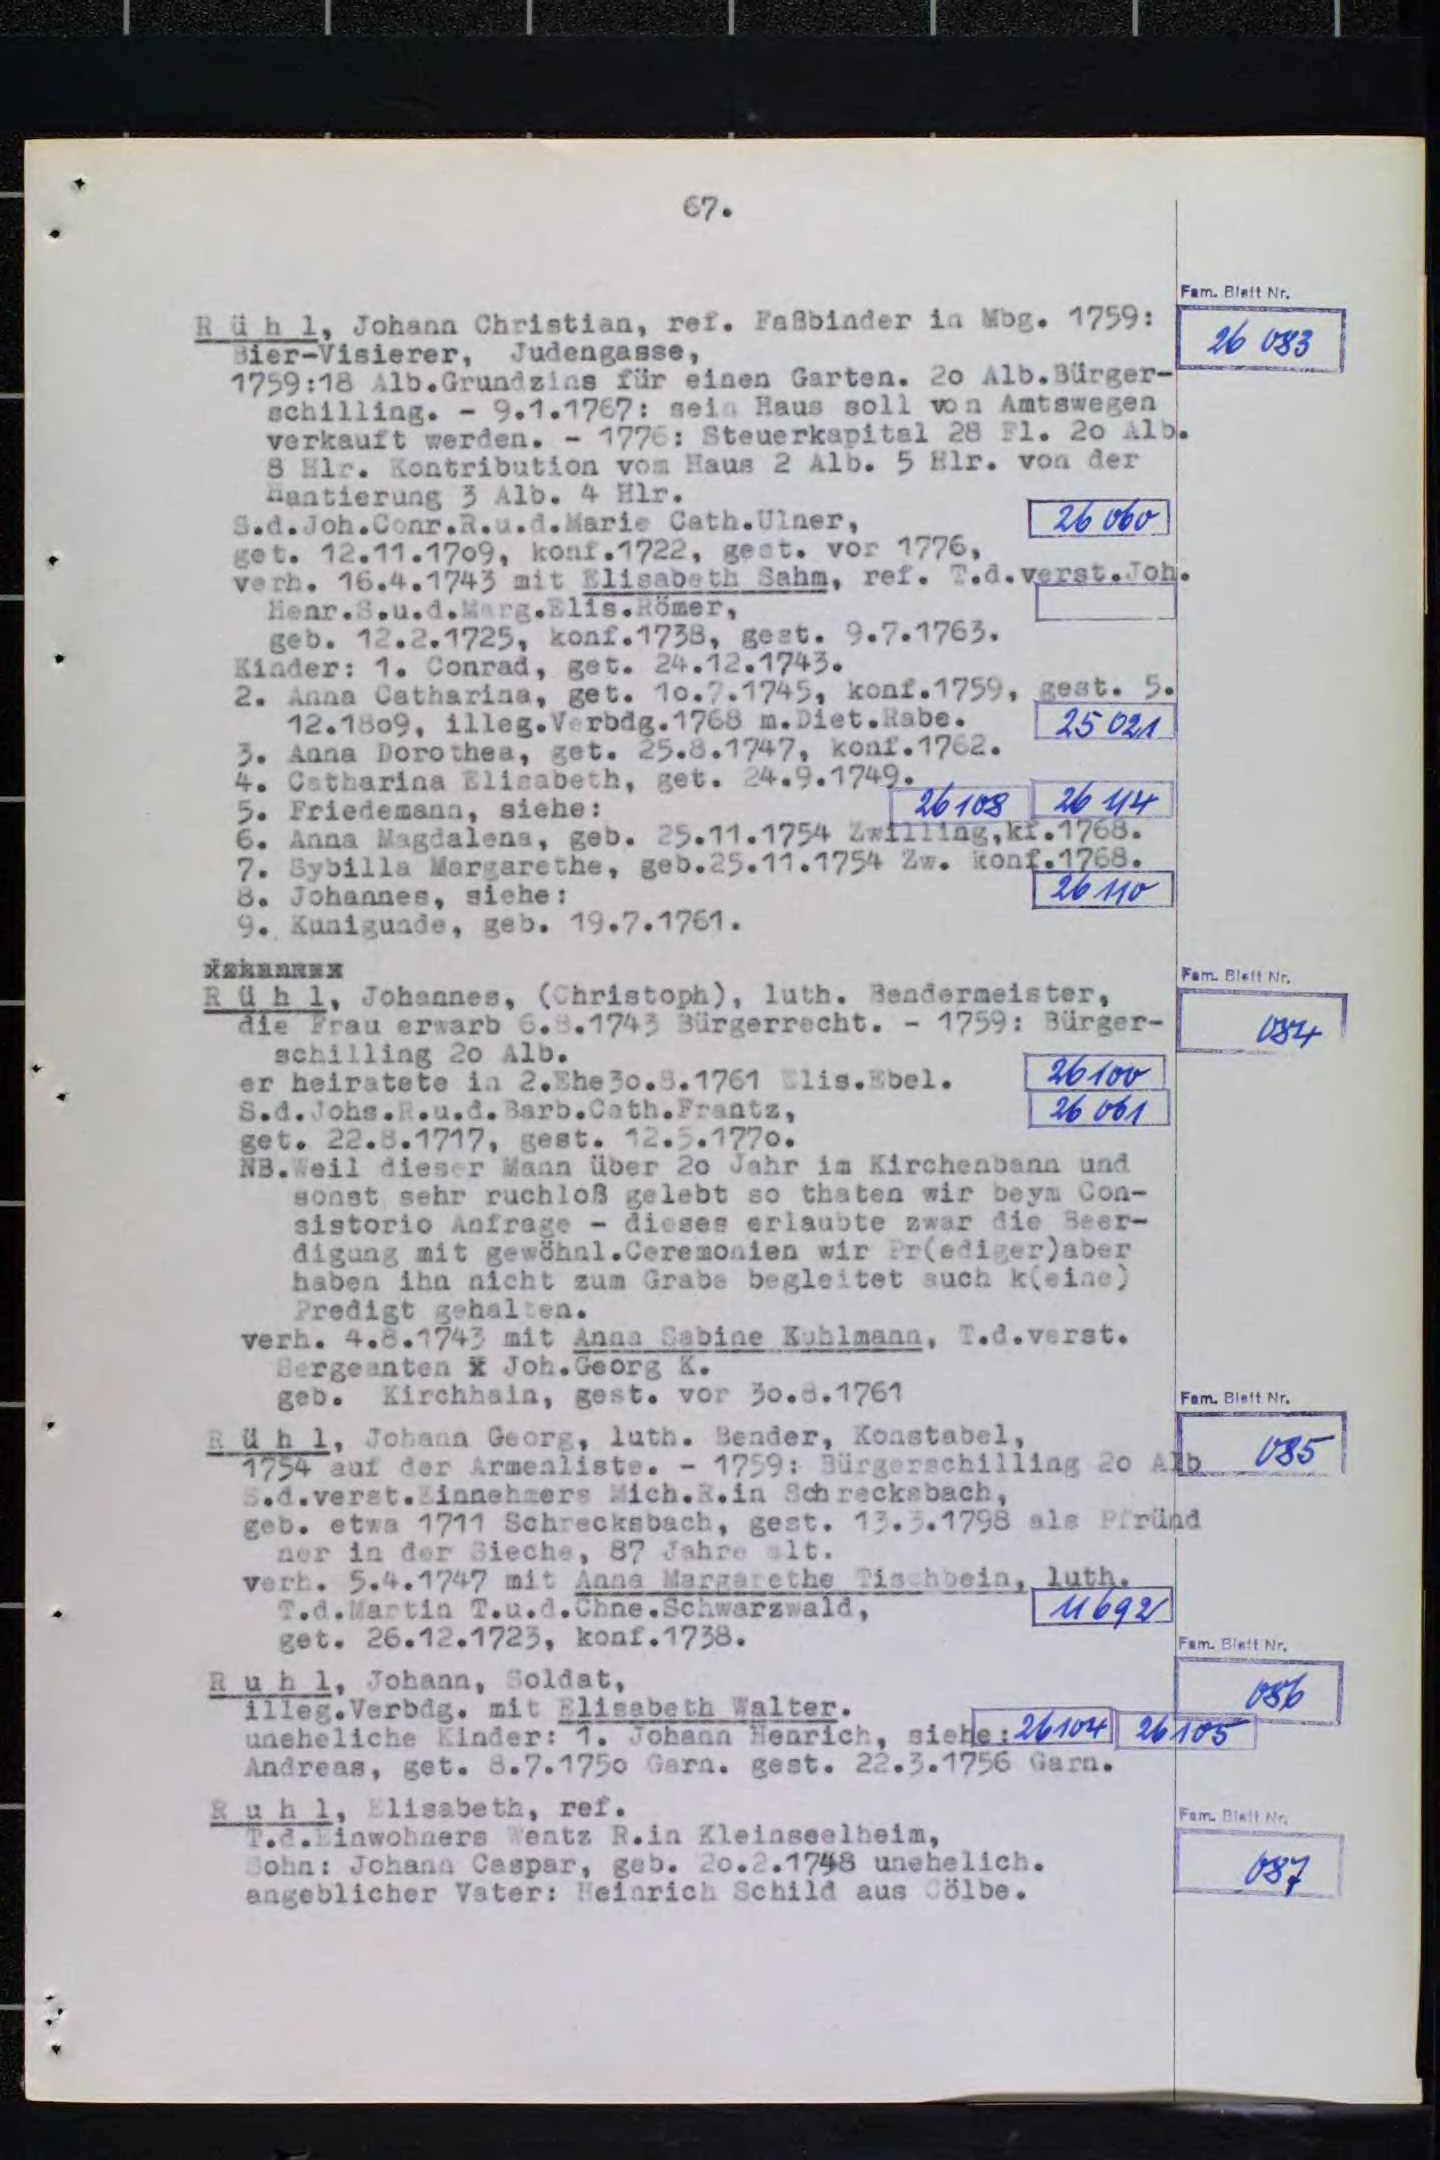 67.
Fam. Blatt Nr.
R ü h l, Johann Christian, ref. Faßbinder in Mbg. 1759:
26 083
Bier-Visierer, Judengasse,
1759:18 Alb.Grundzins für einen Garten. 2o Alb.Bürger-
schilling. - 9.1.1767: sein Haus soll von Amtswegen
verkauft werden. - 1776: Steuerkapital 28 Fl. 2o Alb.
8 Hlr. Kontribution vom Haus 2 Alb. 5 Hlr. von der
Hantierung 3 Alb. 4 Hlr.
S.d.Joh.Conr.R.u.d.Marie Cath.Ulner, 26 060
get. 12.11.17o9, konf.1722, gest. vor 1776,
verh. 16.4.1743 mit Elisabeth Sahm, ref. T.d.verst.Joh.
Henr.S.u.d.Marg.Elis.Römer,
geb. 12.2.1725, konf.1738, gest. 9.7.1763.
Kinder: 1. Conrad, get. 24.12.1743.
2. Anna Catharina, get. 1o.7.1745, konf.1759, gest. 5.
12.18o9, illeg.Verbdg.1768 m.Diet.Rabe. 25 021
3. Anna Dorothea, get. 25.8.1747, konf.1762.
4. Catharina Elisabeth, get. 24.9.1749.
5. Friedemann, siehe: 26 108 26 114
6. Anna Magdalena, geb. 25.11.1754 Zwilling,kf.1768.
7. Sybilla Margarethe, geb.25.11.1754 Zw. konf.1768.
8. Johannes, siehe: 26 110
9. Kunigunde, geb. 19.7.1761.
Fam. Blatt Nr.
R ü h l, Johannes, (Christoph), luth. Bendermeister,
084
die Frau erwarb 6.8.1743 Bürgerrecht. - 1759: Bürger-
schilling 2o Alb.
er heiratete in 2.Ehe3o.8.1761 Elis.Ebel. 26 100
S.d.Johs.R.u.d.Barb.Cath.Frantz, 26 061
get. 22.8.1717, gest. 12.5.177o.
NB.Weil dieser Mann über 2o Jahr im Kirchenbann und
sonst sehr ruchloß gelebt so thaten wir beym Con-
sistorio Anfrage - dieses erlaubte zwar die Beer-
digung mit gewöhnl.Ceremonien wir Pr(ediger)aber
haben ihn nicht zum Grabe begleitet auch k(eine)
Predigt gehalten.
verh. 4.8.1743 mit Anna Sabine Kuhlmann, T.d.verst.
Sergeanten X Joh.Georg K.
geb. Kirchhain, gest. vor 3o.8.1761
Fam. Blatt Nr.
R ü h l, Johann Georg, luth. Bender, Konstabel,
085
1754 auf der Armenliste. - 1759: Bürgerschilling 2o Alb
S.d.verst.Einnehmers Mich.R.in Schrecksbach,
geb. etwa 1711 Schrecksbach, gest. 13.3.1798 als Pfründ
ner in der Sieche, 87 Jahre alt.
verh. 5.4.1747 mit Anna Margarethe Tischbein, luth.
T.d.Martin T.u.d.Chne.Schwarzwald, 11692
get. 26.12.1723, konf.1738.
Fam. Blatt Nr.
R u h l, Johann, Soldat,
086
illeg.Verbdg. mit Elisabeth Walter.
uneheliche Kinder: 1. Johann Henrich, siehe: 26104 26105
Andreas, get. 8.7.175o Garn. gest. 22.3.1756 Garn.
Fam. Blatt Nr.
R u h l, Elisabeth, ref.
T.d.Einwohners Wentz R.in Kleinseelheim,
087
Sohn: Johann Caspar, geb. 2o.2.1748 unehelich.
angeblicher Vater: Heinrich Schild aus Cölbe.